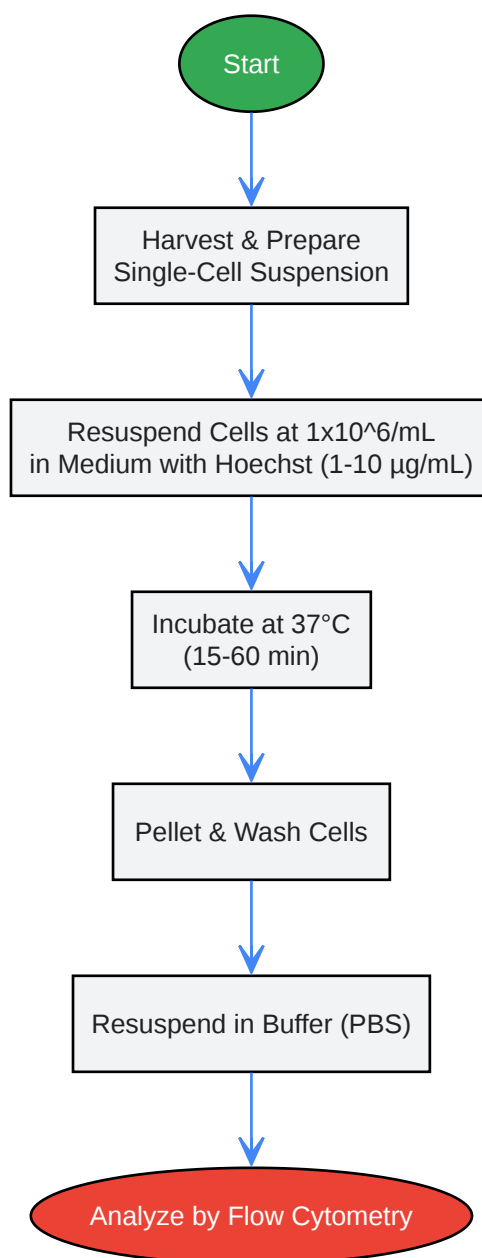 Start
Harvest & Prepare
Single-Cell Suspension
Resuspend Cells at 1x10^6/mL
in Medium with Hoechst (1-10 µg/mL)
Incubate at 37°C
(15-60 min)
Pellet & Wash Cells
Resuspend in Buffer (PBS)
Analyze by Flow Cytometry